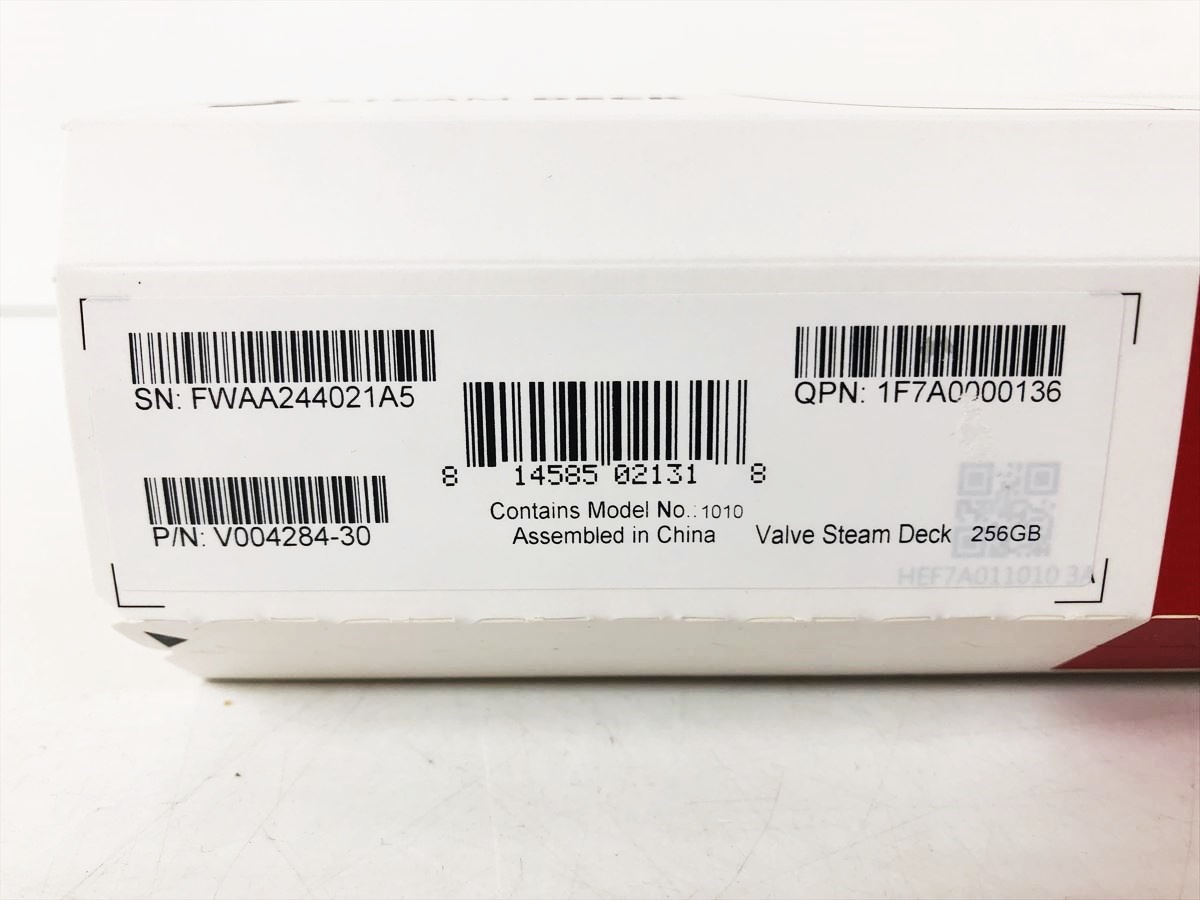 SN: FWAA244021A5
QPN: 1F7A0000136
8 14585 02131 8
P/N: V004284-30
Contains Model No.: 1010
Assembled in China
Valve Steam Deck 256GB
HEF7A011010 3A